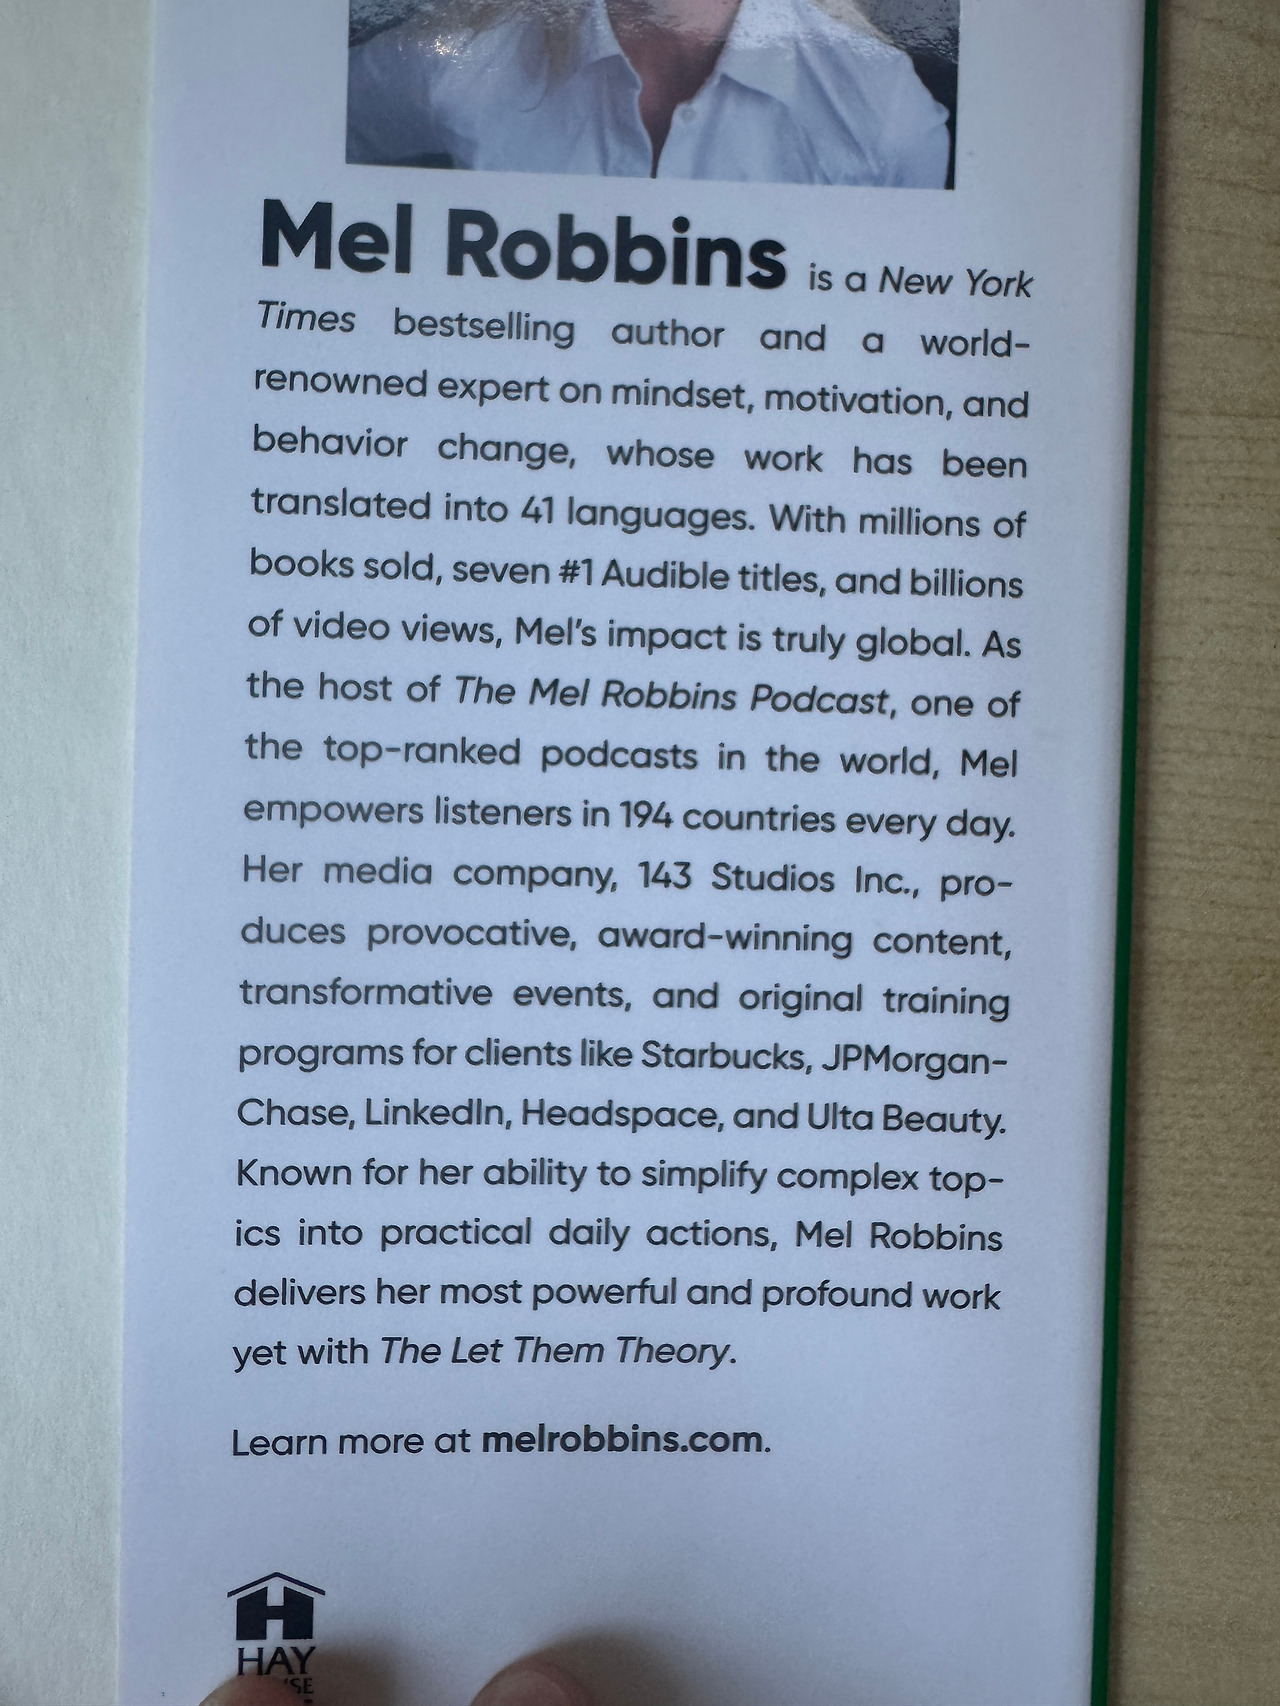 Mel Robbins is a New York
Times bestselling author and a world-
renowned expert on mindset, motivation, and
behavior change, whose work has been
translated into 41 languages. With millions of
books sold, seven #1 Audible titles, and billions
of video views, Mel's impact is truly global. As
the host of The Mel Robbins Podcast, one of
the top-ranked podcasts in the world, Mel
empowers listeners in 194 countries every day.
Her media company, 143 Studios Inc., pro-
duces provocative, award-winning content,
transformative events, and original training
programs for clients like Starbucks, JPMorgan-
Chase, LinkedIn, Headspace, and Ulta Beauty.
Known for her ability to simplify complex top-
ics into practical daily actions, Mel Robbins
delivers her most powerful and profound work
yet with The Let Them Theory.
Learn more at melrobbins.com.
H
HAY